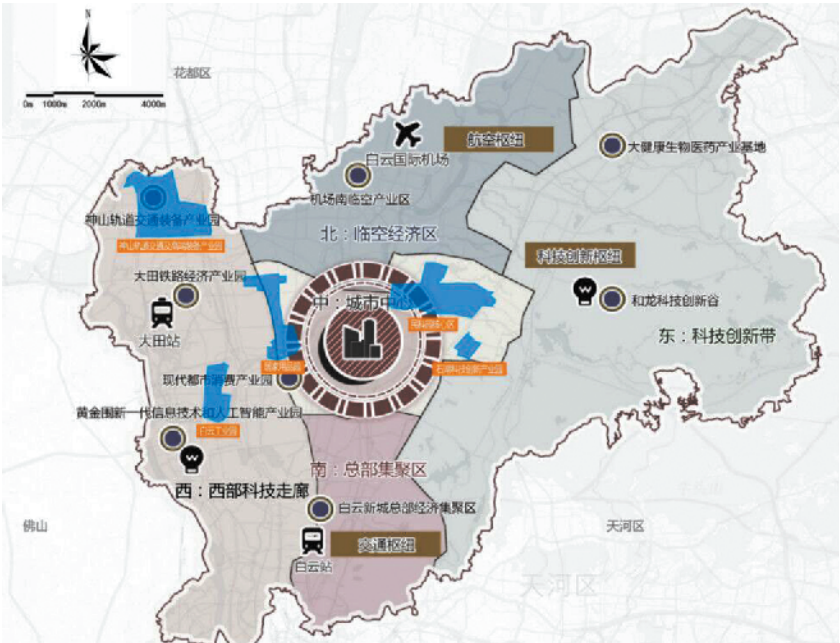 N
花都区
0m 1000m 2000m 4000m
航空枢纽
白云国际机场
大健康生物医药产业基地
机场南临空产业区
神山轨道交通装备产业园
北：临空经济区
科技创新枢纽
大田铁路经济产业园
中：城市中心
和龙科技创新谷
大田站
东：科技创新带
现代都市消费产业园
黄金围新一代信息技术和人工智能产业园
白云工业园
南：总部集聚区
西：西部科技走廊
白云新城总部经济集聚区
佛山
天河区
交通枢纽
白云站
天河区